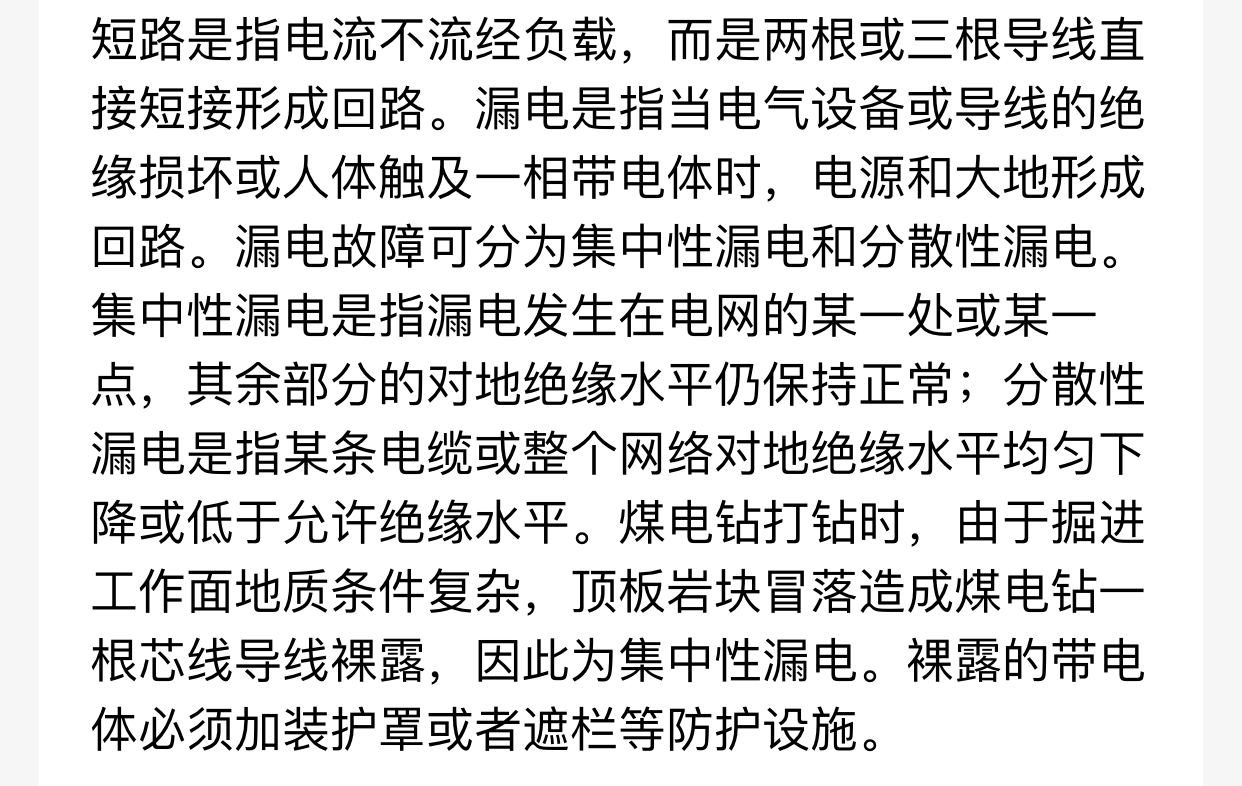 短路是指电流不流经负载，而是两根或三根导线直
接短接形成回路。漏电是指当电气设备或导线的绝
缘损坏或人体触及一相带电体时，电源和大地形成
回路。漏电故障可分为集中性漏电和分散性漏电。
集中性漏电是指漏电发生在电网的某一处或某一
点，其余部分的对地绝缘水平仍保持正常；分散性
漏电是指某条电缆或整个网络对地绝缘水平均匀下
降或低于允许绝缘水平。煤电钻打钻时，由于掘进
工作面地质条件复杂，顶板岩块冒落造成煤电钻一
根芯线导线裸露，因此为集中性漏电。裸露的带电
体必须加装护罩或者遮栏等防护设施。